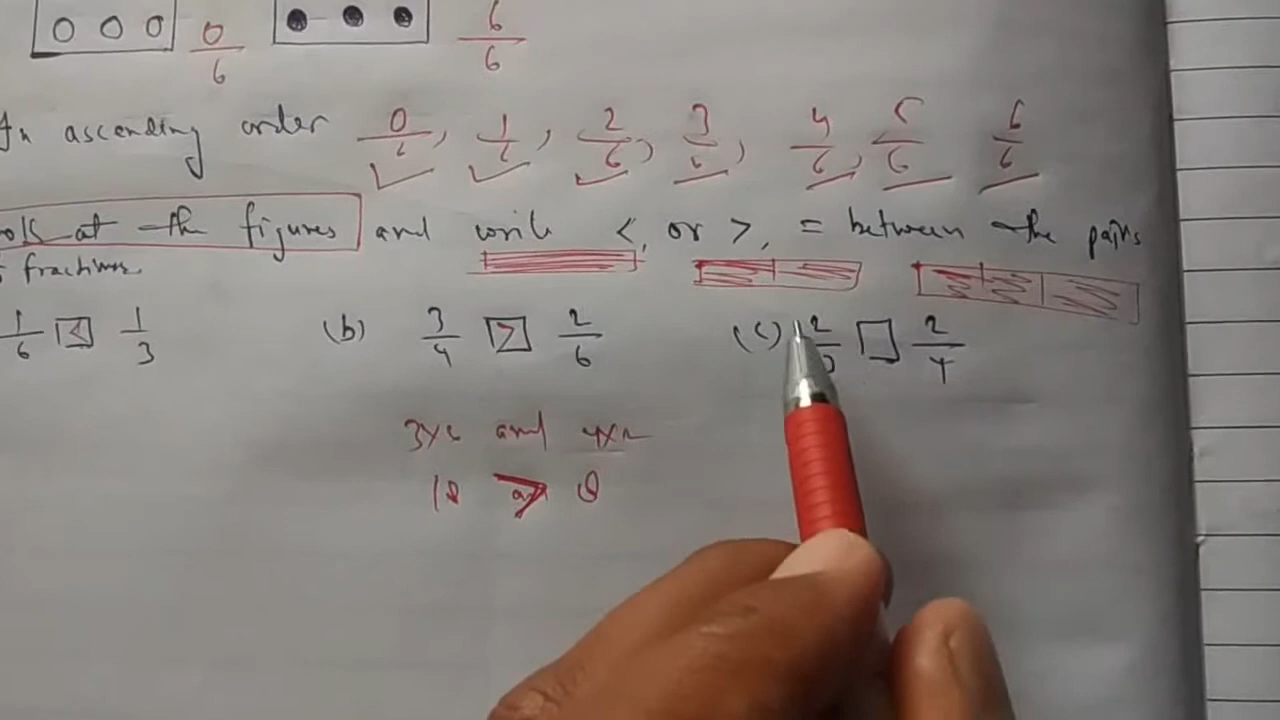 0/6 6/6
In ascending order 0/6, 1/6, 2/6, 3/6, 4/6, 5/6 6/6
at the figures and write <, or >, = between the pairs
fractions.
1/6 < 1/3 (b) 3/4 > 2/6 (c) 2/ 2/4
3×6 and 4×2
18 > 8